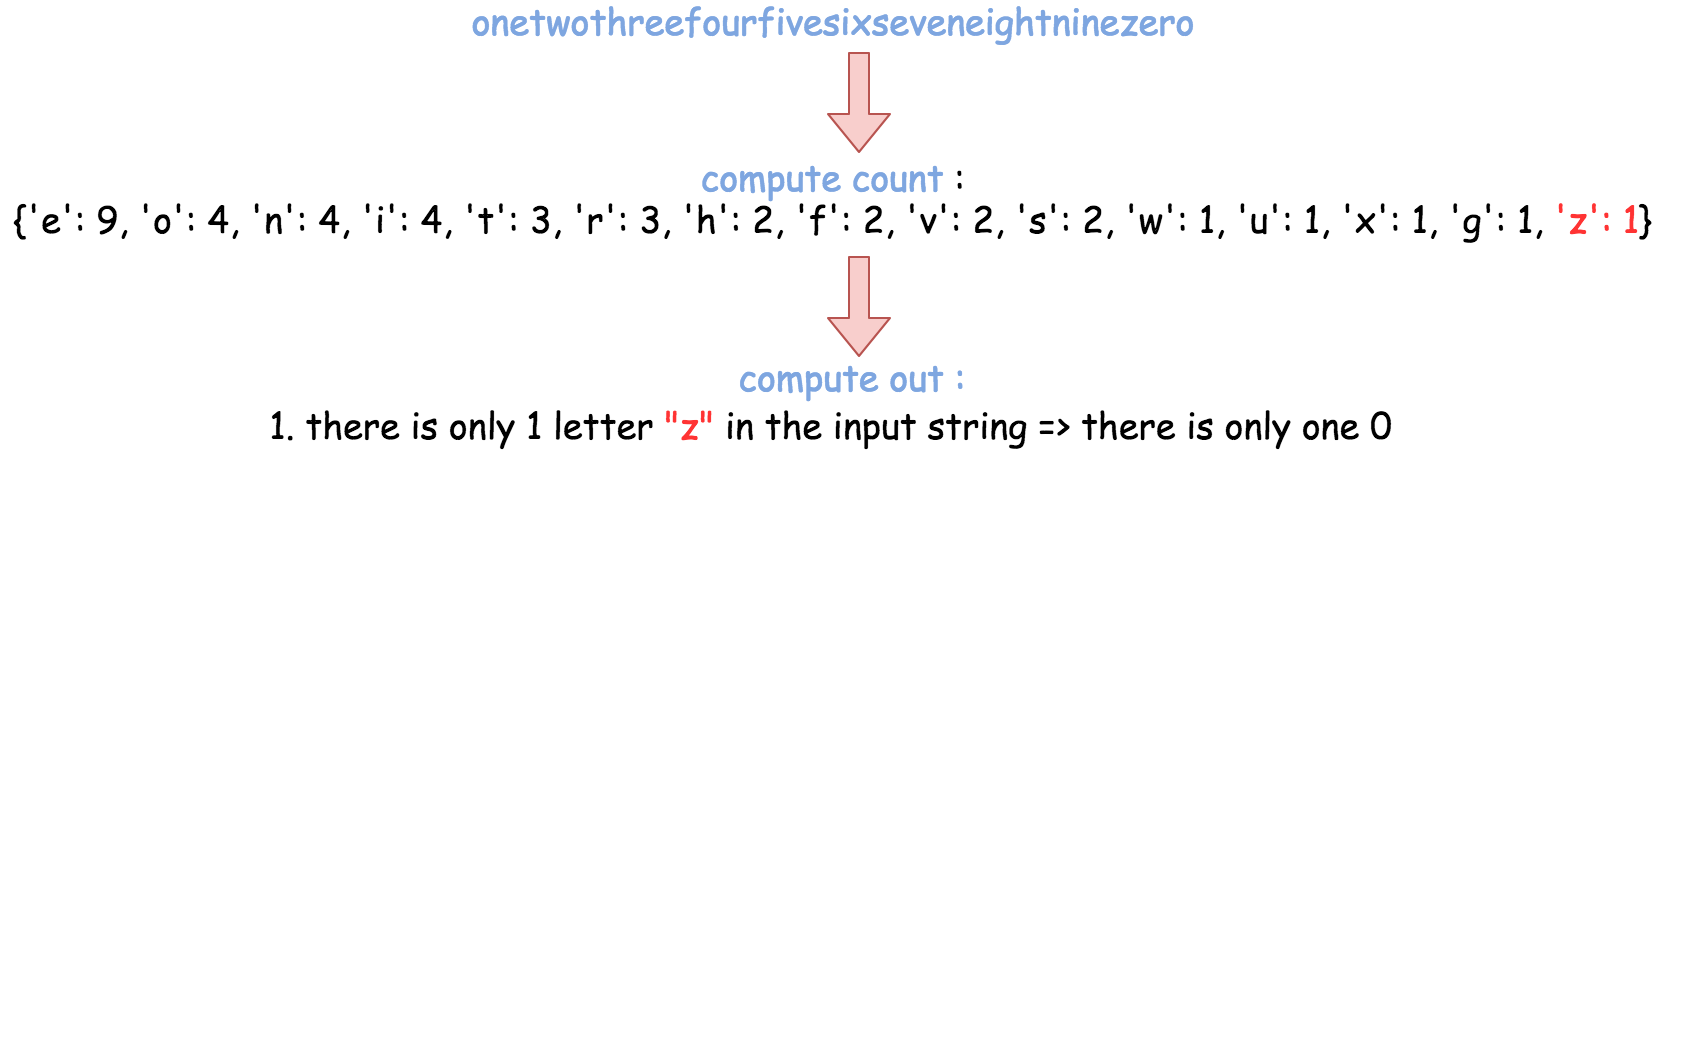 onetwothreefourfivesixseveneightninezero
compute count :
{'e': 9, 'o': 4, 'n': 4, 'i': 4, 't': 3, 'r': 3, 'h': 2, 'f': 2, 'v': 2, 's': 2, 'w': 1, 'u': 1, 'x': 1, 'g': 1, 'z': 1}
compute out :
1. there is only 1 letter "z" in the input string => there is only one 0